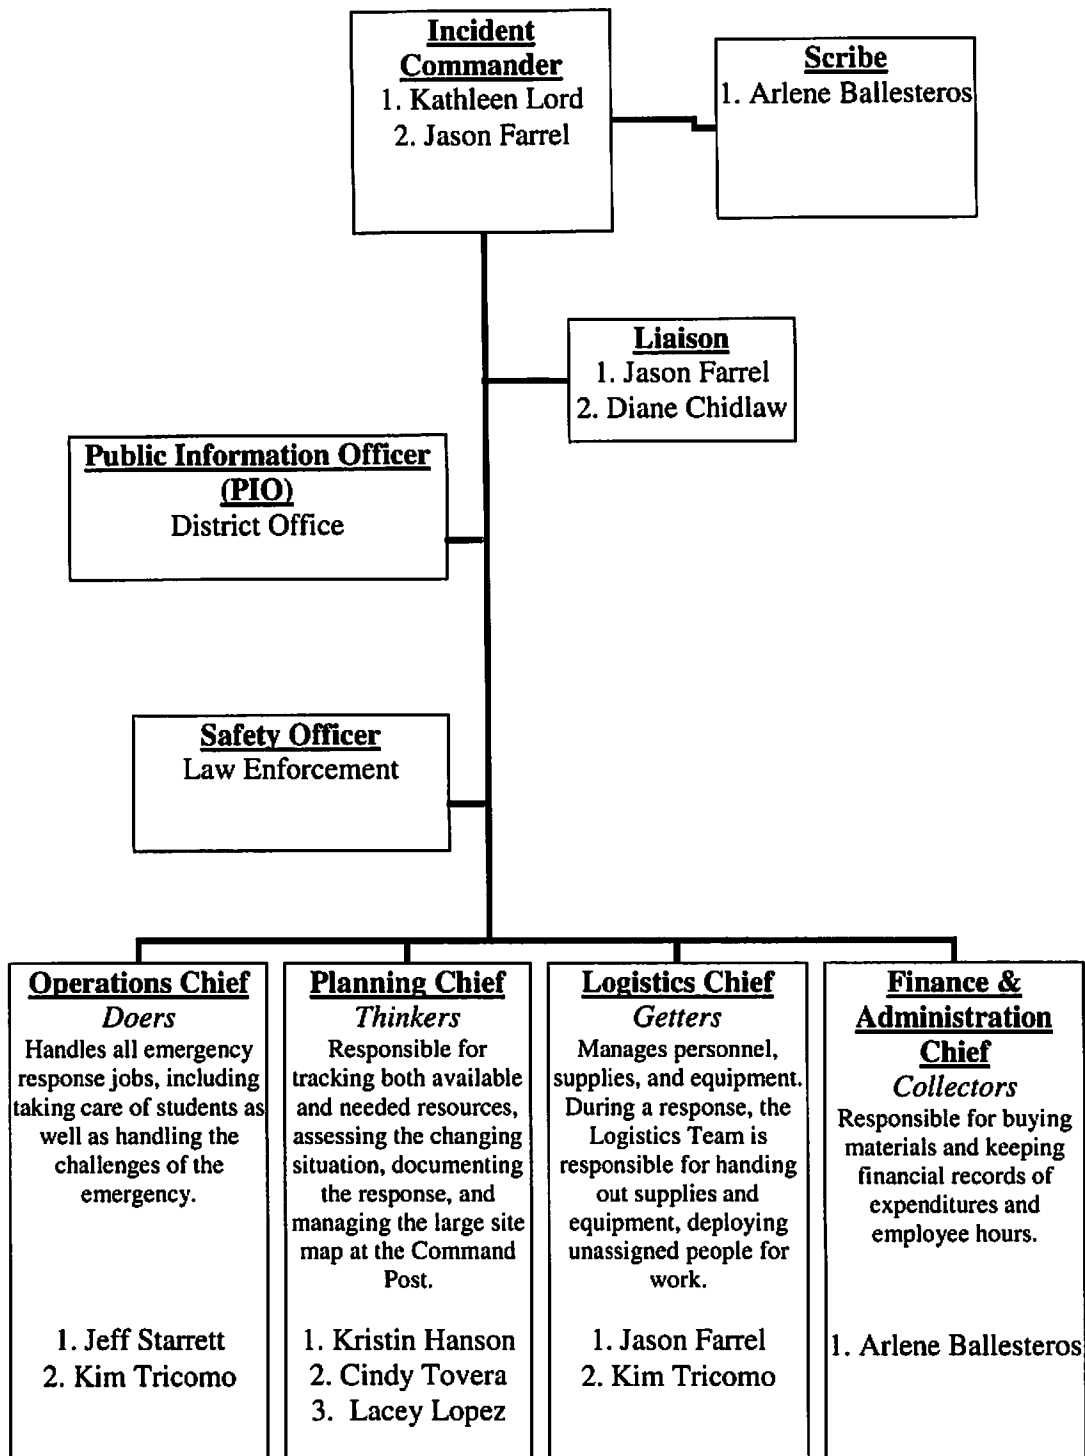 Incident
Commander
1. Kathleen Lord
2. Jason Farrel
Scribe
1. Arlene Ballesteros
Liaison
1. Jason Farrel
2. Diane Chidlaw
Public Information Officer
(PIO)
District Office
Safety Officer
Law Enforcement
Operations Chief
Doers
Handles all emergency
response jobs, including
taking care of students as
well as handling the
challenges of the
emergency.
1. Jeff Starrett
2. Kim Tricomo
Planning Chief
Thinkers
Responsible for
tracking both available
and needed resources,
assessing the changing
situation, documenting
the response, and
managing the large site
map at the Command
Post.
1. Kristin Hanson
2. Cindy Tovera
3. Lacey Lopez
Logistics Chief
Getters
Manages personnel,
supplies, and equipment.
During a response, the
Logistics Team is
responsible for handing
out supplies and
equipment, deploying
unassigned people for
work.
1. Jason Farrel
2. Kim Tricomo
Finance &
Administration
Chief
Collectors
Responsible for buying
materials and keeping
financial records of
expenditures and
employee hours.
1. Arlene Ballesteros